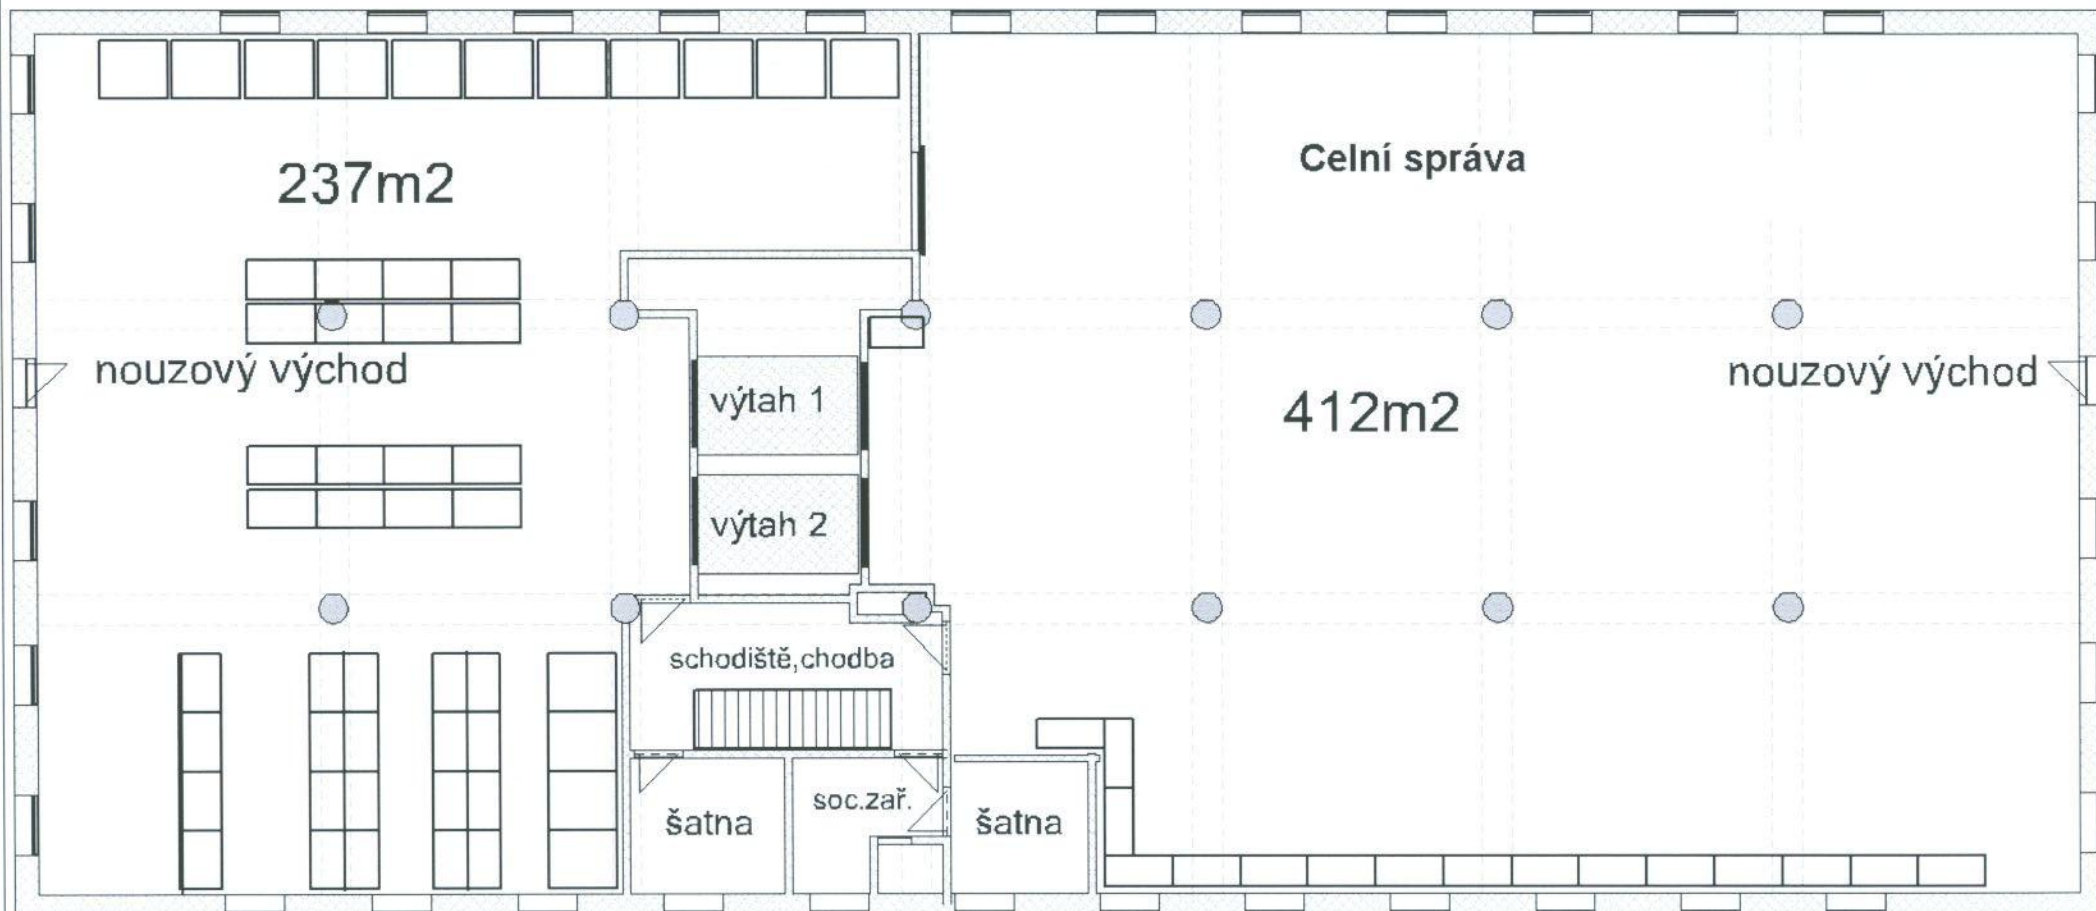 Celní správa
237m2
nouzový východ
výtah 1
412m2
nouzový východ
výtah 2
schodiště,chodba
šatna
soc.zař.
šatna